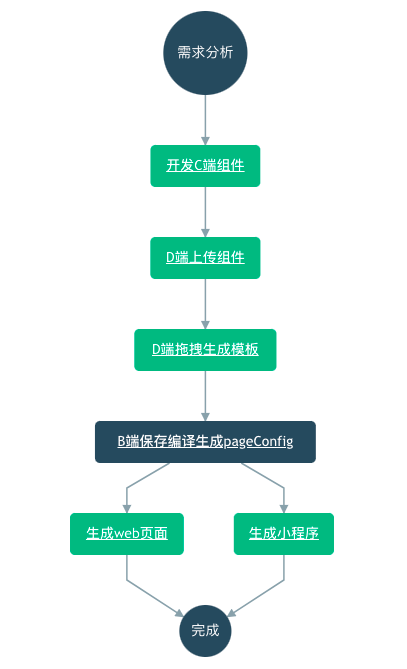 需求分析
开发C端组件
D端上传组件
D端拖拽生成模板
B端保存编译生成pageConfig
生成web页面
生成小程序
完成